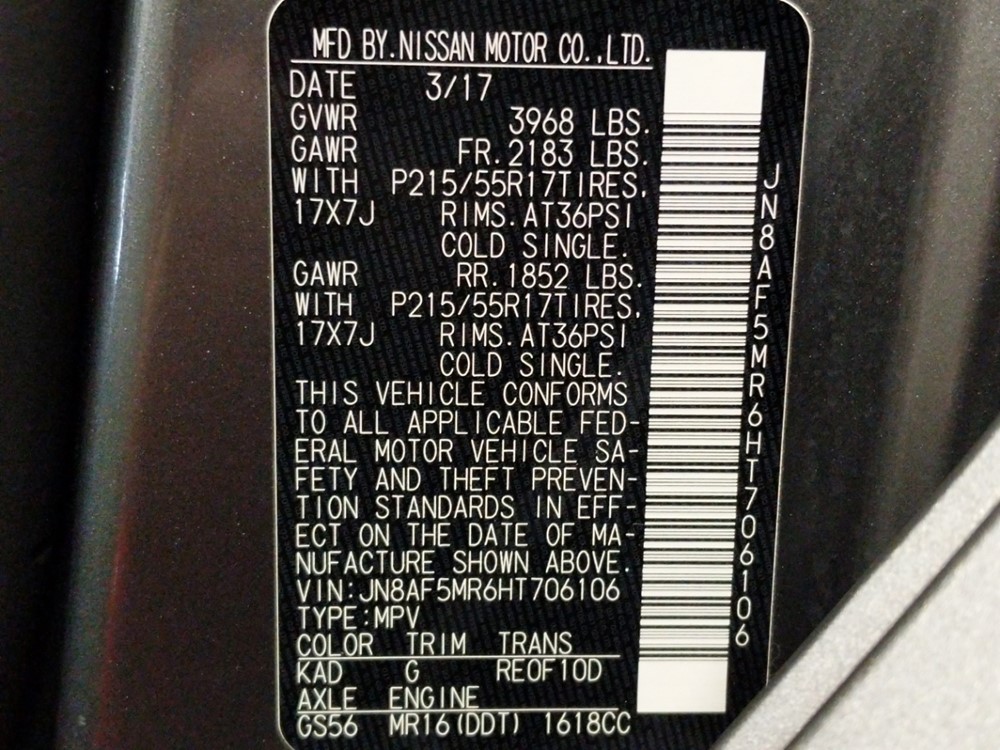 MFD BY.NISSAN MOTOR CO.,LTD.
DATE 3/17
GVWR 3968 LBS.
GAWR FR.2183 LBS.
WITH P215/55R17TIRES,
17X7J RIMS.AT36PSI
COLD SINGLE.
GAWR RR.1852 LBS.
WITH P215/55R17TIRES,
17X7J RIMS.AT36PSI
COLD SINGLE.
THIS VEHICLE CONFORMS
TO ALL APPLICABLE FED-
ERAL MOTOR VEHICLE SA-
FETY AND THEFT PREVEN-
TION STANDARDS IN EFF-
ECT ON THE DATE OF MA-
NUFACTURE SHOWN ABOVE.
VIN:JN8AF5MR6HT706106
TYPE:MPV
COLOR TRIM TRANS
KAD G RE0F10D
AXLE ENGINE
GS56 MR16(DDT) 1618CC
JN8AF5MR6HT706106